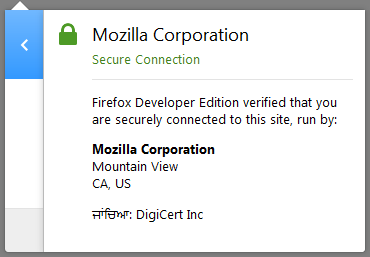 Mozilla Corporation
Secure Connection
Firefox Developer Edition verified that you
are securely connected to this site, run by:
Mozilla Corporation
Mountain View
CA, US
ਜਾਂਚਿਆ: DigiCert Inc